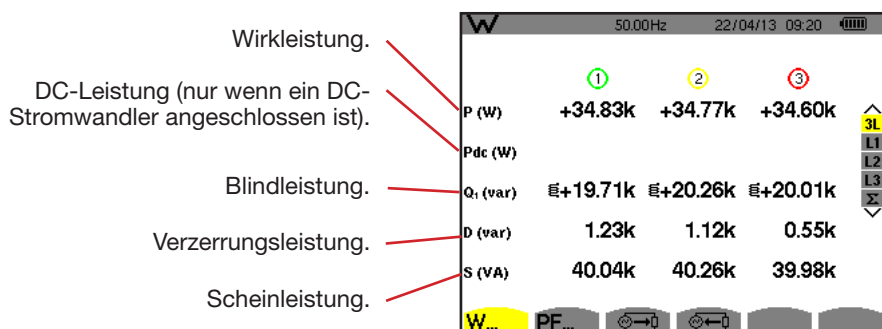 Wirkleistung.
DC-Leistung (nur wenn ein DC-
Stromwandler angeschlossen ist).
Blindleistung.
Verzerrungsleistung.
Scheinleistung.
W 50.00Hz 22/04/13 09:20
1 2 3
P (W) +34.83k +34.77k +34.60k
Pdc (W)
Q₁ (var) +19.71k +20.26k +20.01k
D (var) 1.23k 1.12k 0.55k
S (VA) 40.04k 40.26k 39.98k
3L
L1
L2
L3
Σ
W... PF...